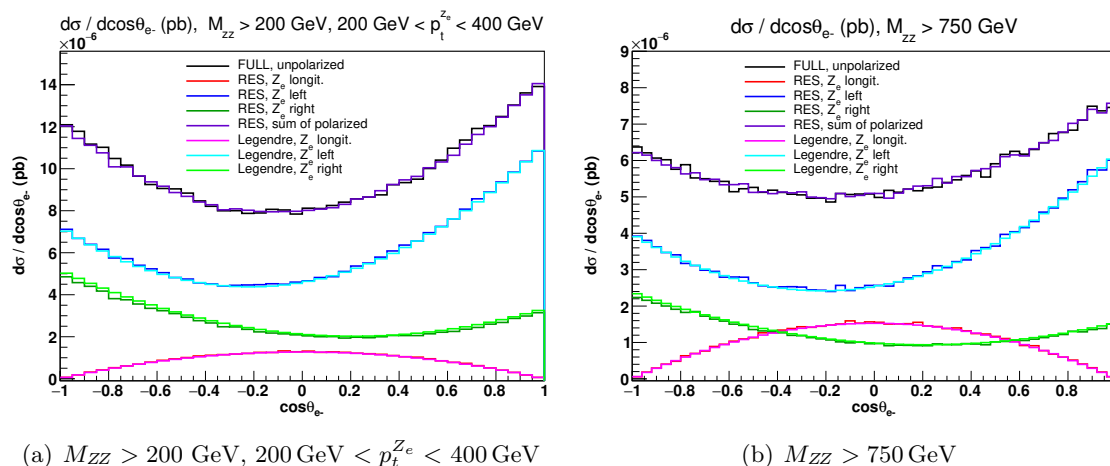 dσ / dcosθe- (pb), Mzz > 200 GeV, 200 GeV < pt^Ze < 400 GeV
×10−6
FULL, unpolarized
RES, Ze longit.
RES, Ze left
RES, Ze right
RES, sum of polarized
Legendre, Ze longit.
Legendre, Ze left
Legendre, Ze right
dσ / dcosθe- (pb)
14
12
10
8
6
4
2
0
−1 −0.8 −0.6 −0.4 −0.2 0 0.2 0.4 0.6 0.8 1
cosθe-
(a) MZZ > 200 GeV, 200 GeV < pt^Ze < 400 GeV
dσ / dcosθe- (pb), Mzz > 750 GeV
×10−6
FULL, unpolarized
RES, Ze longit.
RES, Ze left
RES, Ze right
RES, sum of polarized
Legendre, Ze longit.
Legendre, Ze left
Legendre, Ze right
dσ / dcosθe- (pb)
9
8
7
6
5
4
3
2
1
0
−1 −0.8 −0.6 −0.4 −0.2 0 0.2 0.4 0.6 0.8
cosθe-
(b) MZZ > 750 GeV